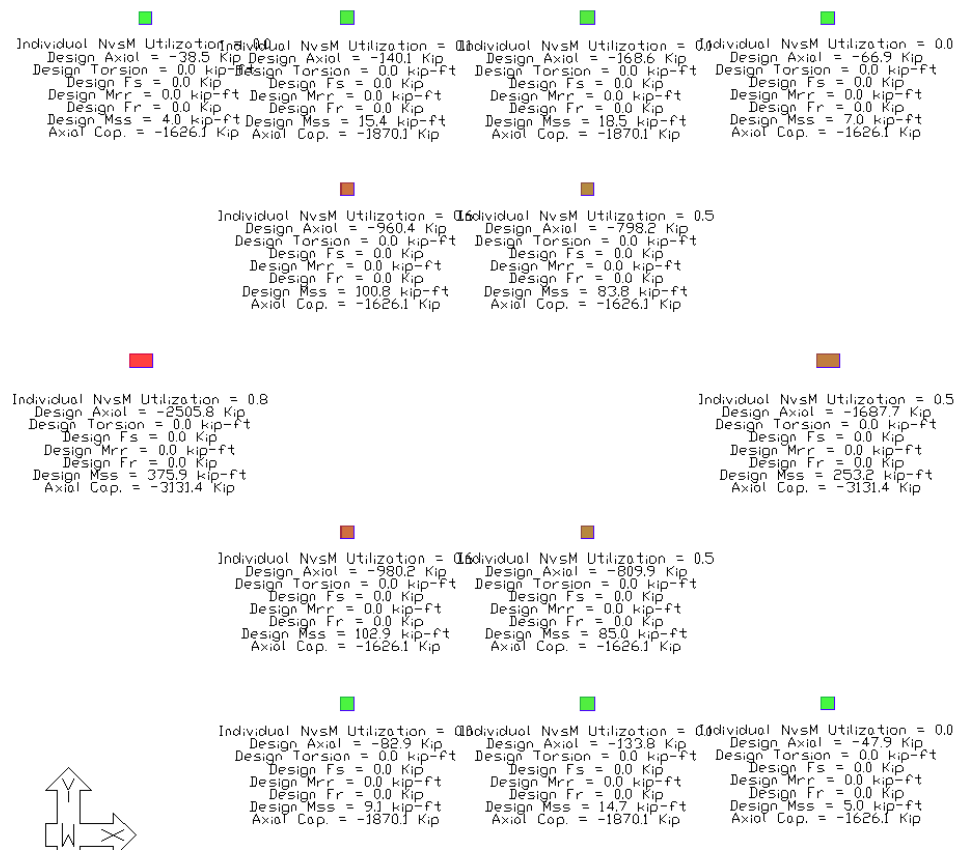 Individual NvsM Utilization = 0.0
Design Axial = -38.5 Kip
Design Torsion = 0.0 kip-ft
Design Fs = 0.0 Kip
Design Mrr = 0.0 kip-ft
Design Fr = 0.0 Kip
Design Mss = 4.0 kip-ft
Axial Cap. = -1626.1 Kip
Individual NvsM Utilization =
Design Axial = -140.1 Kip
Design Torsion = 0.0 kip-ft
Design Fs = 0.0 Kip
Design Mrr = 0.0 kip-ft
Design Fr = 0.0 Kip
Design Mss = 15.4 kip-ft
Axial Cap. = -1870.1 Kip
Individual NvsM Utilization =
Design Axial = -168.6 Kip
Design Torsion = 0.0 kip-ft
Design Fs = 0.0 Kip
Design Mrr = 0.0 kip-ft
Design Fr = 0.0 Kip
Design Mss = 18.5 kip-ft
Axial Cap. = -1870.1 Kip
Individual NvsM Utilization = 0.0
Design Axial = -66.9 Kip
Design Torsion = 0.0 kip-ft
Design Fs = 0.0 Kip
Design Mrr = 0.0 kip-ft
Design Fr = 0.0 Kip
Design Mss = 7.0 kip-ft
Axial Cap. = -1626.1 Kip
Individual NvsM Utilization = 0.6
Design Axial = -960.4 Kip
Design Torsion = 0.0 kip-ft
Design Fs = 0.0 Kip
Design Mrr = 0.0 kip-ft
Design Fr = 0.0 Kip
Design Mss = 100.8 kip-ft
Axial Cap. = -1626.1 Kip
Individual NvsM Utilization = 0.5
Design Axial = -798.2 Kip
Design Torsion = 0.0 kip-ft
Design Fs = 0.0 Kip
Design Mrr = 0.0 kip-ft
Design Fr = 0.0 Kip
Design Mss = 83.8 kip-ft
Axial Cap. = -1626.1 Kip
Individual NvsM Utilization = 0.8
Design Axial = -2505.8 Kip
Design Torsion = 0.0 kip-ft
Design Fs = 0.0 Kip
Design Mrr = 0.0 kip-ft
Design Fr = 0.0 Kip
Design Mss = 375.9 kip-ft
Axial Cap. = -3131.4 Kip
Individual NvsM Utilization = 0.5
Design Axial = -1687.7 Kip
Design Torsion = 0.0 kip-ft
Design Fs = 0.0 Kip
Design Mrr = 0.0 kip-ft
Design Fr = 0.0 Kip
Design Mss = 253.2 kip-ft
Axial Cap. = -3131.4 Kip
Individual NvsM Utilization = 0.6
Design Axial = -980.2 Kip
Design Torsion = 0.0 kip-ft
Design Fs = 0.0 Kip
Design Mrr = 0.0 kip-ft
Design Fr = 0.0 Kip
Design Mss = 102.9 kip-ft
Axial Cap. = -1626.1 Kip
Individual NvsM Utilization = 0.5
Design Axial = -809.9 Kip
Design Torsion = 0.0 kip-ft
Design Fs = 0.0 Kip
Design Mrr = 0.0 kip-ft
Design Fr = 0.0 Kip
Design Mss = 85.0 kip-ft
Axial Cap. = -1626.1 Kip
Individual NvsM Utilization =
Design Axial = -82.9 Kip
Design Torsion = 0.0 kip-ft
Design Fs = 0.0 Kip
Design Mrr = 0.0 kip-ft
Design Fr = 0.0 Kip
Design Mss = 9.1 kip-ft
Axial Cap. = -1870.1 Kip
Individual NvsM Utilization =
Design Axial = -133.8 Kip
Design Torsion = 0.0 kip-ft
Design Fs = 0.0 Kip
Design Mrr = 0.0 kip-ft
Design Fr = 0.0 Kip
Design Mss = 14.7 kip-ft
Axial Cap. = -1870.1 Kip
Individual NvsM Utilization = 0.0
Design Axial = -47.9 Kip
Design Torsion = 0.0 kip-ft
Design Fs = 0.0 Kip
Design Mrr = 0.0 kip-ft
Design Fr = 0.0 Kip
Design Mss = 5.0 kip-ft
Axial Cap. = -1626.1 Kip
Y
W X